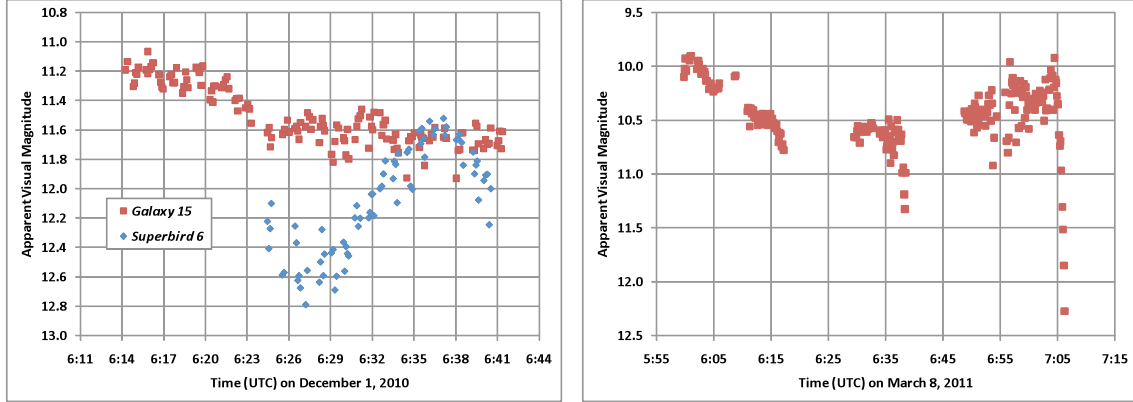 10.8
11.0
11.2
11.4
11.6
11.8
12.0
12.2
12.4
12.6
12.8
13.0
Apparent Visual Magnitude
Galaxy 15
Superbird 6
6:11 6:14 6:17 6:20 6:23 6:26 6:29 6:32 6:35 6:38 6:41 6:44
Time (UTC) on December 1, 2010
9.5
10.0
10.5
11.0
11.5
12.0
12.5
Apparent Visual Magnitude
5:55 6:05 6:15 6:25 6:35 6:45 6:55 7:05 7:15
Time (UTC) on March 8, 2011